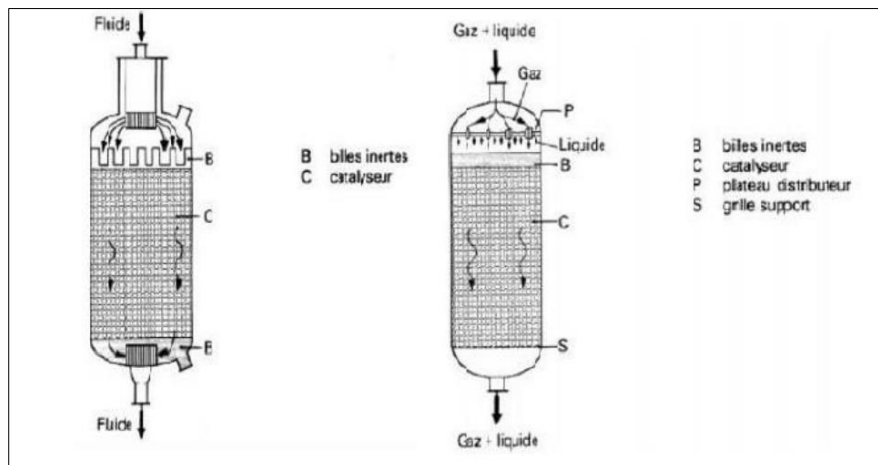 Fluide
B
B billes inertes
C catalyseur
C
B
Fluide
Gaz + liquide
Gaz
P
Liquide
B
B billes inertes
C catalyseur
P plateau distributeur
S grille support
C
S
Gaz + liquide